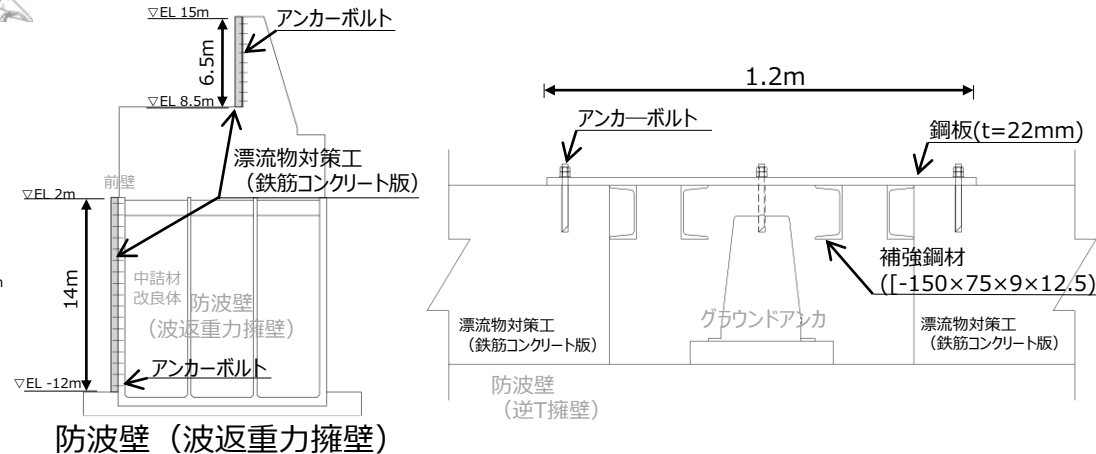 ▽EL 15m
アンカーボルト
6.5m
▽EL 8.5m
漂流物対策工
（鉄筋コンクリート版）
前壁
▽EL 2m
14m
中詰材
改良体
防波壁
（波返重力擁壁）
アンカーボルト
▽EL -12m
防波壁（波返重力擁壁）
1.2m
アンカーボルト
鋼板(t=22mm)
補強鋼材
([-150×75×9×12.5)
グラウンドアンカ
漂流物対策工
（鉄筋コンクリート版）
漂流物対策工
（鉄筋コンクリート版）
防波壁
（逆T擁壁）